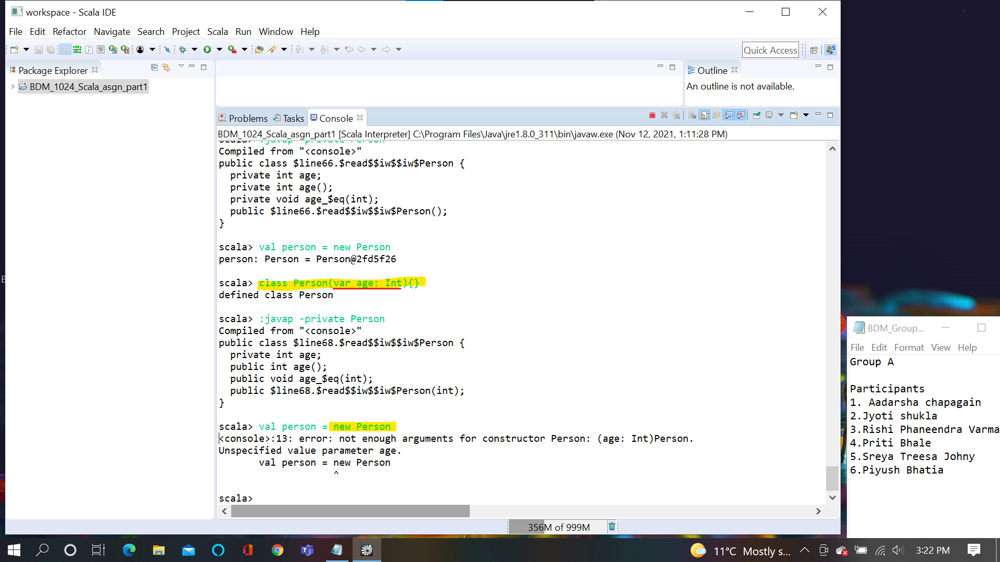 workspace - Scala IDE
File Edit Refactor Navigate Search Project Scala Run Window Help
Quick Access
Package Explorer
BDM_1024_Scala_asgn_part1
Outline
An outline is not available.
Problems Tasks Console
BDM_1024_Scala_asgn_part1 [Scala Interpreter] C:\Program Files\Java\jre1.8.0_311\bin\javaw.exe (Nov 12, 2021, 1:11:28 PM)
scala> :javap -private Person
Compiled from "<console>"
public class $line66.$read$$iw$$iw$Person {
  private int age;
  private int age();
  private void age_$eq(int);
  public $line66.$read$$iw$$iw$Person();
}
scala> val person = new Person
person: Person = Person@2fd5f26
scala> class Person(var age: Int){}
defined class Person
scala> :javap -private Person
Compiled from "<console>"
public class $line68.$read$$iw$$iw$Person {
  private int age;
  public int age();
  public void age_$eq(int);
  public $line68.$read$$iw$$iw$Person(int);
}
scala> val person = new Person
<console>:13: error: not enough arguments for constructor Person: (age: Int)Person.
Unspecified value parameter age.
       val person = new Person
                    ^
scala>
356M of 999M
BDM_Group...
File Edit Format View Help
Group A
Participants
1. Aadarsha chapagain
2.Jyoti shukla
3.Rishi Phaneendra Varma
4.Priti Bhale
5.Sreya Treesa Johny
6.Piyush Bhatia
11°C Mostly s...
3:22 PM